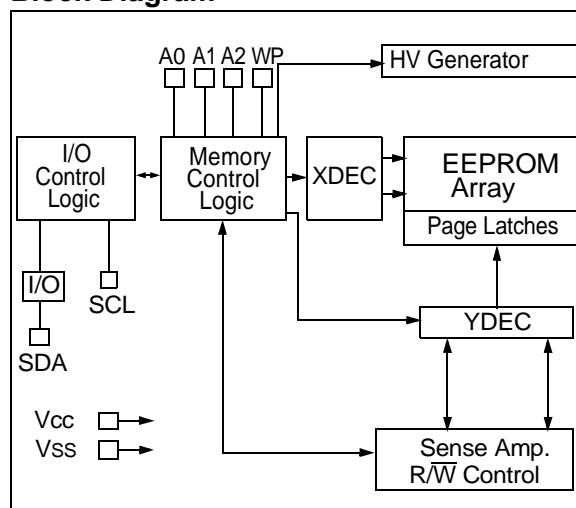 Block Diagram
A0 A1 A2 WP
HV Generator
I/O
Control
Logic
Memory
Control
Logic
XDEC
EEPROM
Array
Page Latches
I/O
SCL
SDA
YDEC
VCC
VSS
Sense Amp.
R/W̅ Control